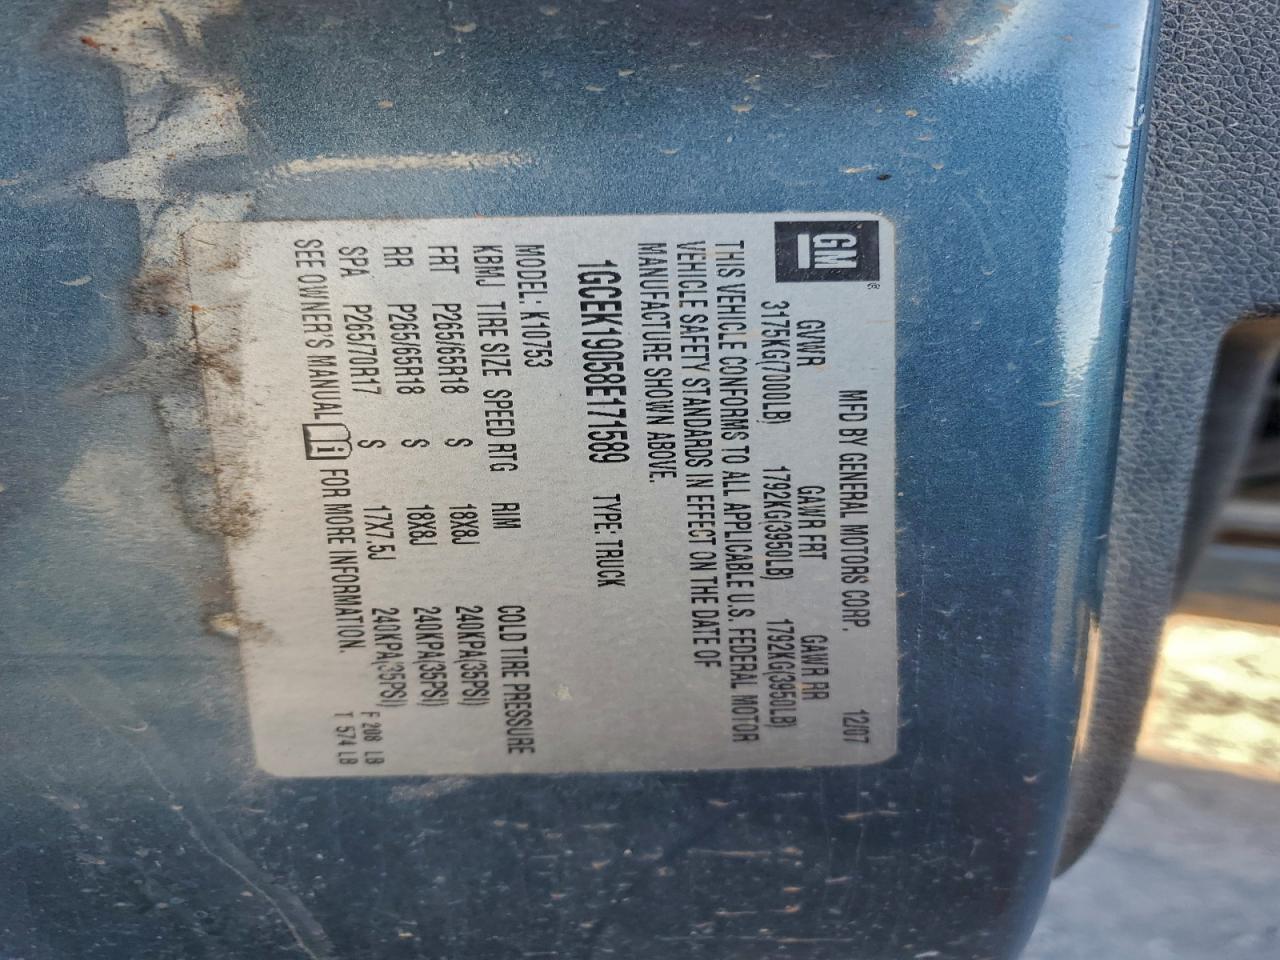 GM
MFD BY GENERAL MOTORS CORP. 12/07
GVWR GAWR FRT GAWR RR
3175KG(7000LB) 1792KG(3950LB) 1792KG(3950LB)
THIS VEHICLE CONFORMS TO ALL APPLICABLE U.S. FEDERAL MOTOR
VEHICLE SAFETY STANDARDS IN EFFECT ON THE DATE OF
MANUFACTURE SHOWN ABOVE.
1GCEK19058E171589 TYPE: TRUCK
MODEL: K10753
KBMJ TIRE SIZE SPEED RTG RIM COLD TIRE PRESSURE
FRT P265/65R18 S 18X8J 240KPA(35PSI)
RR P265/65R18 S 18X8J 240KPA(35PSI)
SPA P265/70R17 S 17X7.5J 240KPA(35PSI) F 208 LB
SEE OWNER'S MANUAL FOR MORE INFORMATION. T 574 LB